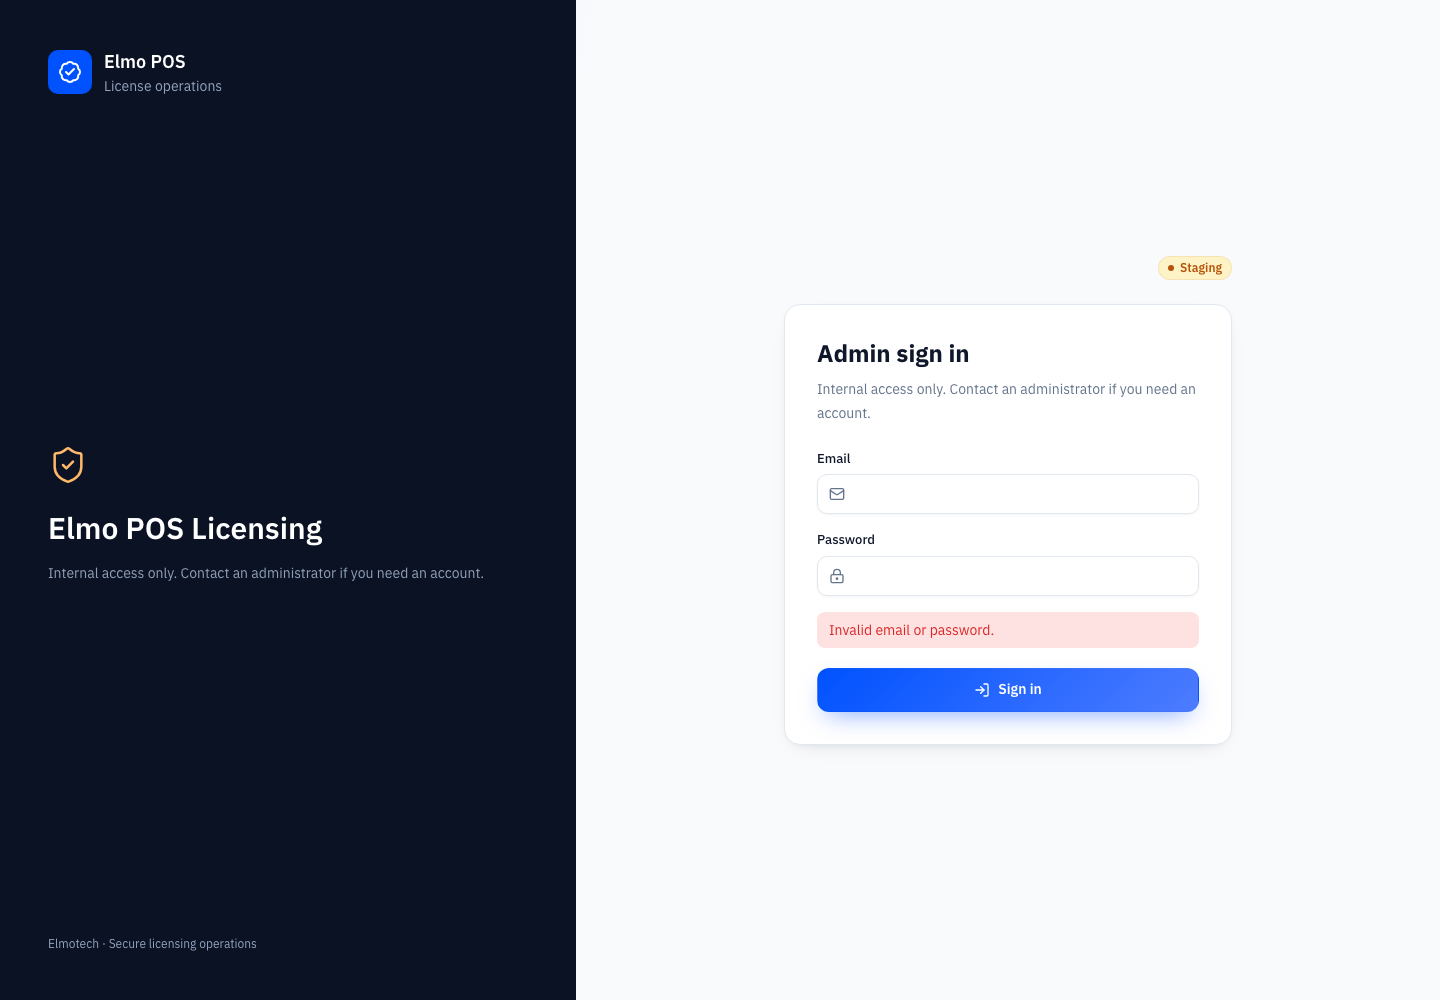 Elmo POS
License operations
Elmo POS Licensing
Internal access only. Contact an administrator if you need an account.
Elmotech · Secure licensing operations
Staging
Admin sign in
Internal access only. Contact an administrator if you need an
account.
Email
Password
Invalid email or password.
Sign in